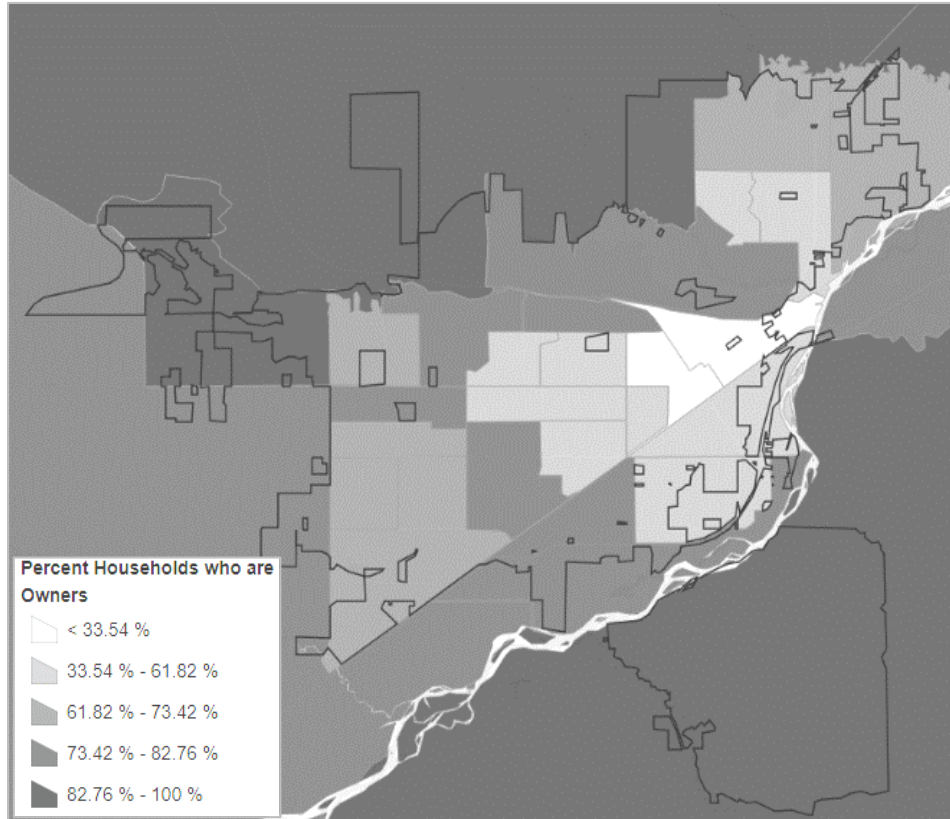 Percent Households who are
Owners
< 33.54 %
33.54 % - 61.82 %
61.82 % - 73.42 %
73.42 % - 82.76 %
82.76 % - 100 %